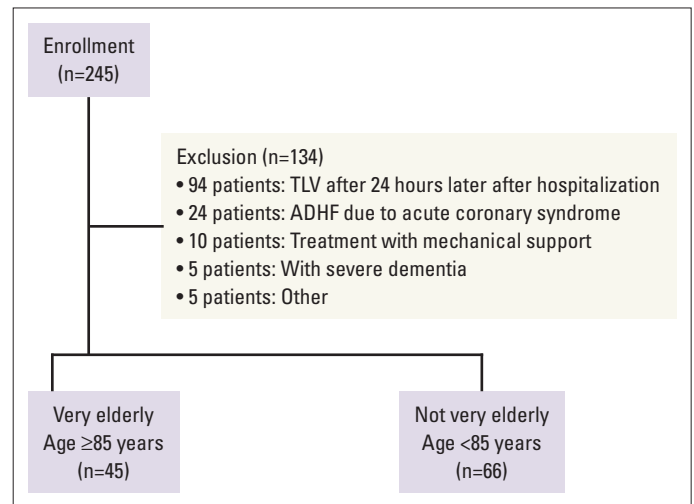 Enrollment
(n=245)
Exclusion (n=134)
• 94 patients: TLV after 24 hours later after hospitalization
• 24 patients: ADHF due to acute coronary syndrome
• 10 patients: Treatment with mechanical support
• 5 patients: With severe dementia
• 5 patients: Other
Very elderly
Age ≥85 years
(n=45)
Not very elderly
Age <85 years
(n=66)